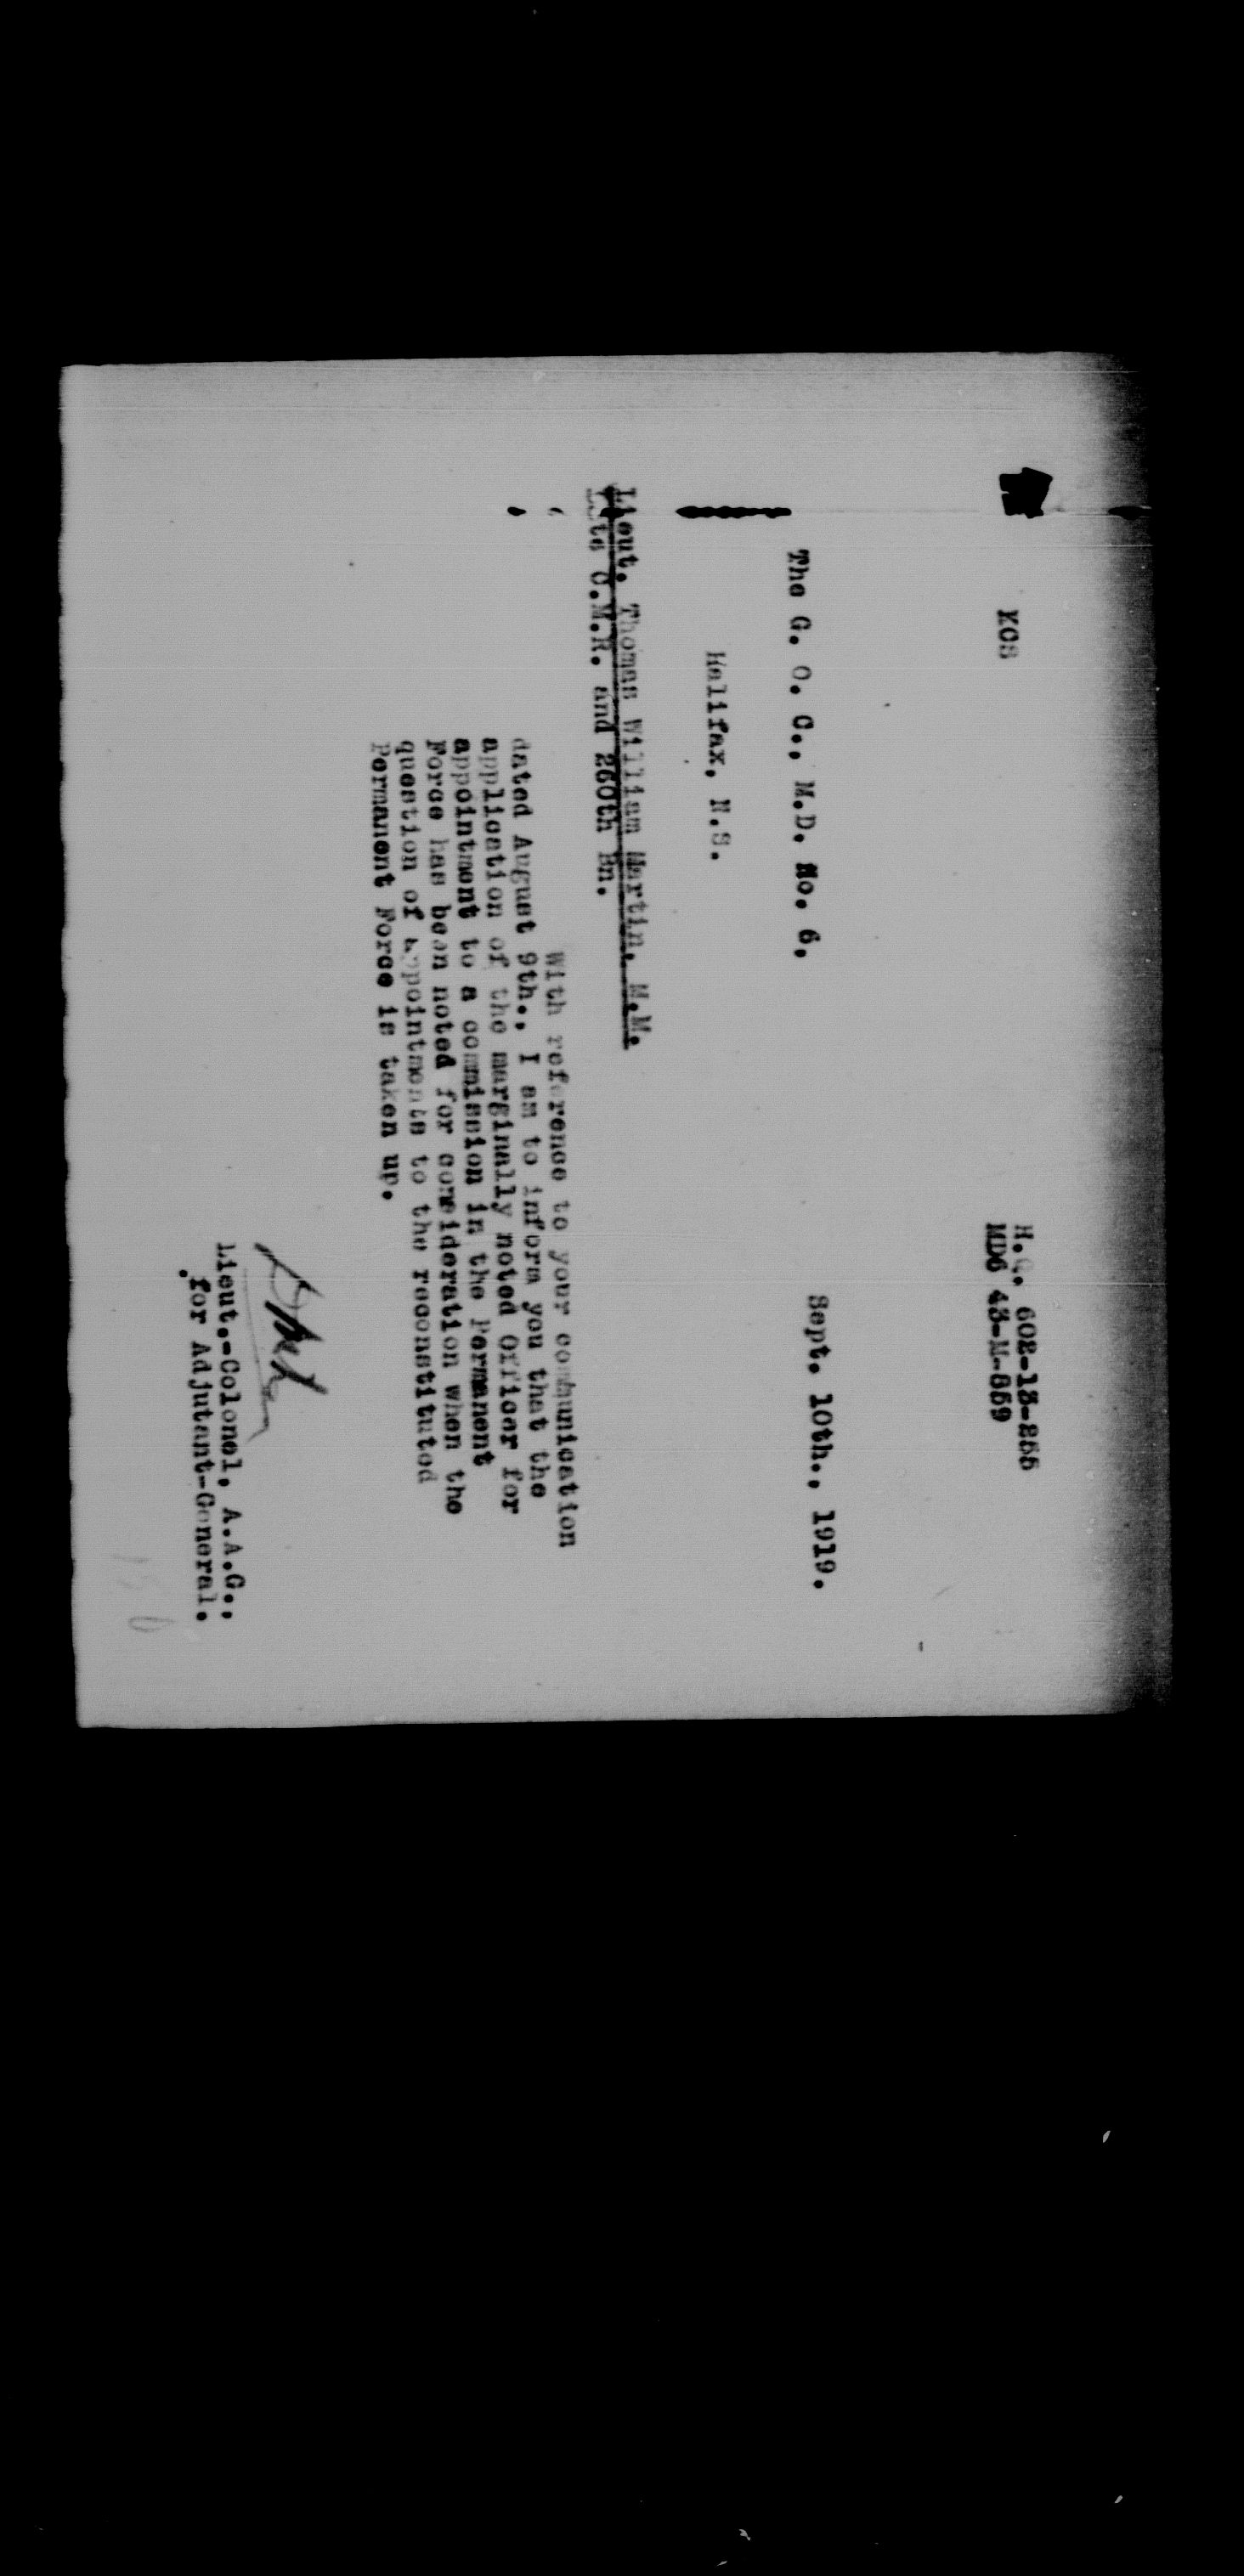 KCS
H.Q. 602-13-255
MD6 43-M-859
Sept. 10th., 1919.
The G. O. C., M.D. No. 6,
Halifax, N.S.
Lieut. Thomas William Martin, M.M.
Late C.M.R. and 260th Bn.
With reference to your communication
dated August 9th., I am to inform you that the
application of the marginally noted Officer for
appointment to a commission in the Permanent
Force has been noted for consideration when the
question of appointments to the reconstituted
Permanent Force is taken up.
Lieut.-Colonel, A.A.G.,
for Adjutant-General.